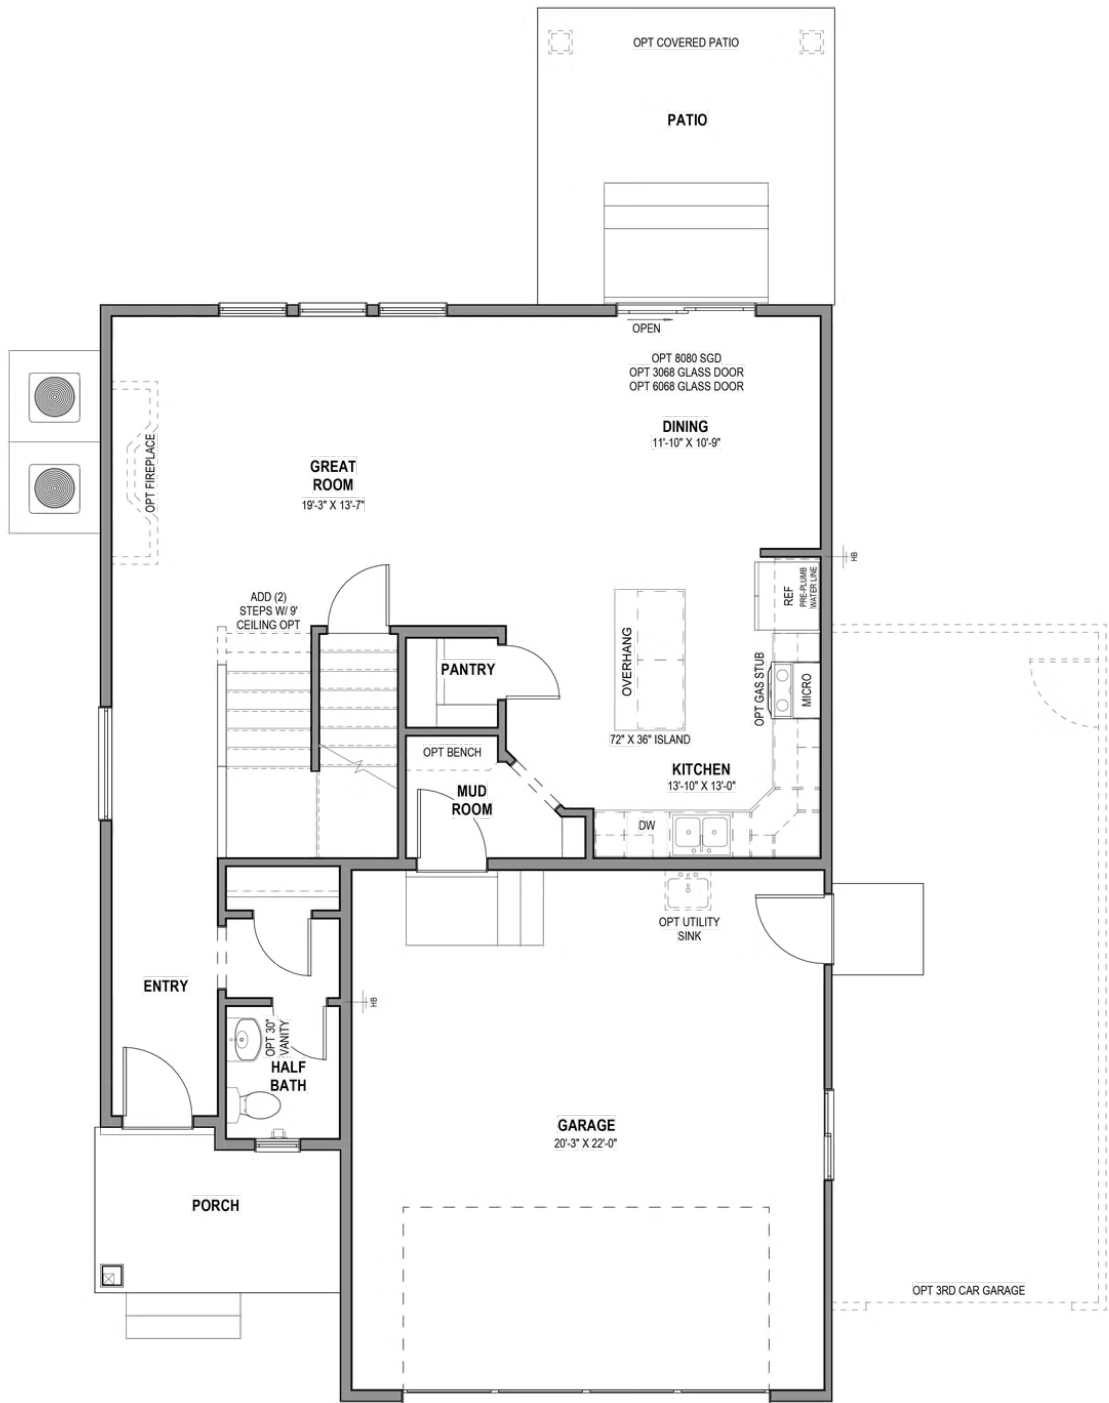 OPT COVERED PATIO
PATIO
OPEN
OPT 8080 SGD
OPT 3068 GLASS DOOR
OPT 6068 GLASS DOOR
DINING
11'-10" X 10'-9"
OPT FIREPLACE
GREAT
ROOM
19'-3" X 13'-7"
HB
REF
PRE-PLUMB
WATER LINE
ADD (2)
STEPS W/ 9'
CEILING OPT
PANTRY
OVERHANG
OPT GAS STUB
MICRO
72" X 36" ISLAND
OPT BENCH
KITCHEN
13'-10" X 13'-0"
MUD
ROOM
DW
OPT UTILITY
SINK
ENTRY
HB
OPT 30"
VANITY
HALF
BATH
GARAGE
20'-3" X 22'-0"
PORCH
OPT 3RD CAR GARAGE